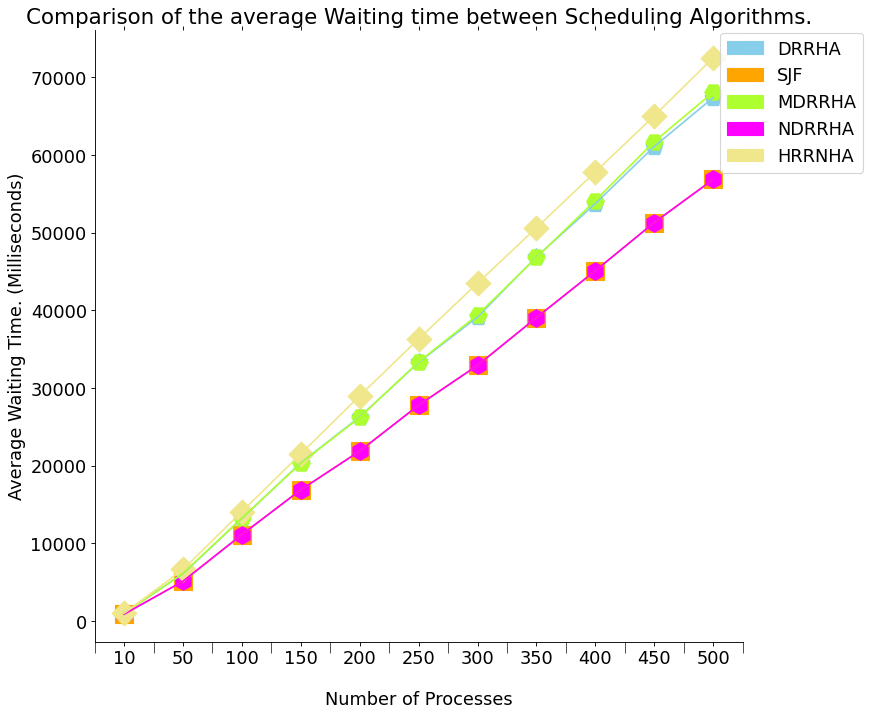 Comparison of the average Waiting time between Scheduling Algorithms.
DRRHA
SJF
MDRRHA
NDRRHA
HRRNHA
Average Waiting Time. (Milliseconds)
70000
60000
50000
40000
30000
20000
10000
0
10 50 100 150 200 250 300 350 400 450 500
Number of Processes